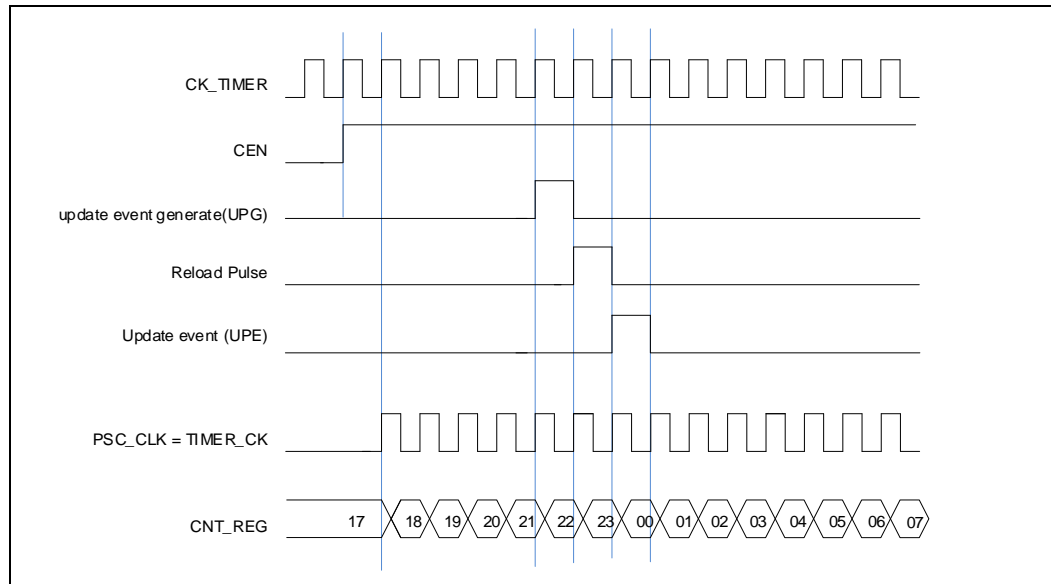 CK_TIMER
CEN
update event generate(UPG)
Reload Pulse
Update event (UPE)
PSC_CLK = TIMER_CK
CNT_REG 17 18 19 20 21 22 23 00 01 02 03 04 05 06 07